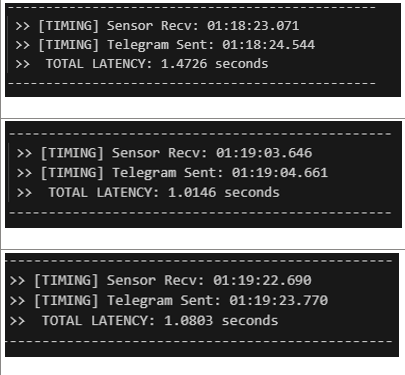 ----------------------------------------------
>> [TIMING] Sensor Recv: 01:18:23.071
>> [TIMING] Telegram Sent: 01:18:24.544
>>  TOTAL LATENCY: 1.4726 seconds
----------------------------------------------
------------------------------------------------
>> [TIMING] Sensor Recv: 01:19:03.646
>> [TIMING] Telegram Sent: 01:19:04.661
>>  TOTAL LATENCY: 1.0146 seconds
------------------------------------------------
------------------------------------------------
>> [TIMING] Sensor Recv: 01:19:22.690
>> [TIMING] Telegram Sent: 01:19:23.770
>>  TOTAL LATENCY: 1.0803 seconds
------------------------------------------------